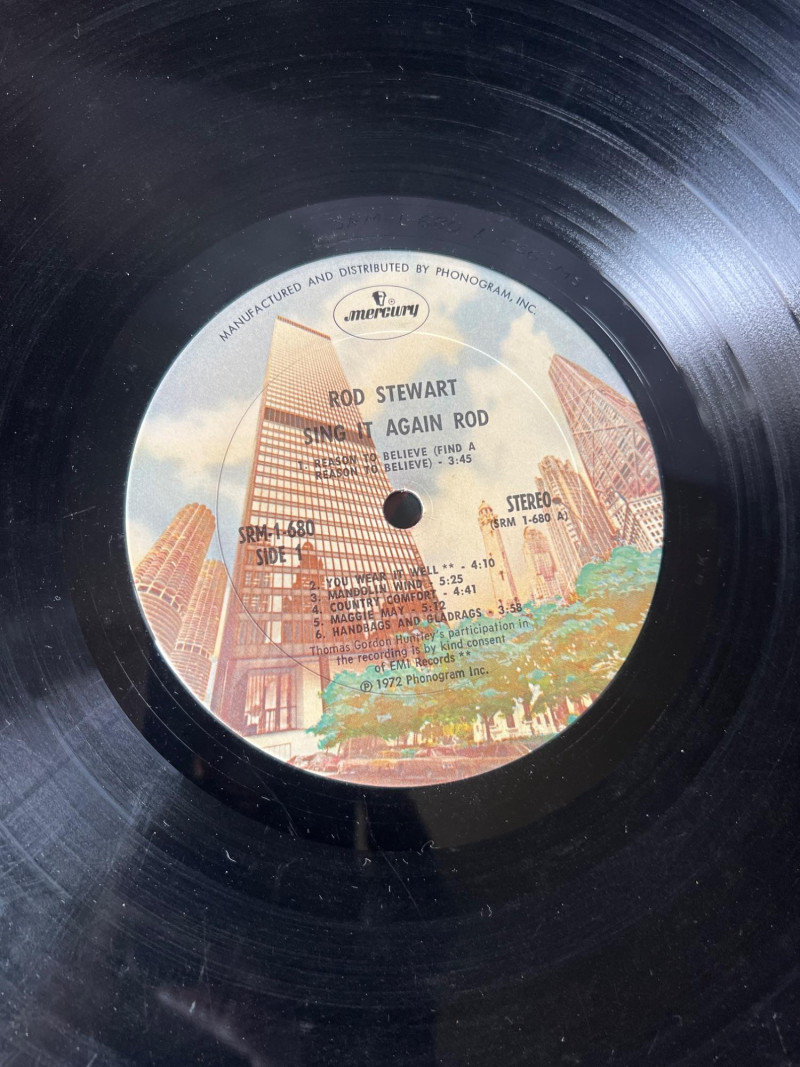 MANUFACTURED AND DISTRIBUTED BY PHONOGRAM, INC.
mercury ®
ROD STEWART
SING IT AGAIN ROD
1. REASON TO BELIEVE (FIND A
REASON TO BELIEVE) - 3:45
SRM-1-680
SIDE 1
STEREO
(SRM 1-680 A)
2. YOU WEAR IT WELL ** - 4:10
3. MANDOLIN WIND - 5:25
4. COUNTRY COMFORT - 4:41
5. MAGGIE MAY - 5:12
6. HANDBAGS AND GLADRAGS - 3:58
Thomas Gordon Huntley's participation in
the recording is by kind consent
of EMI Records **
℗ 1972 Phonogram Inc.